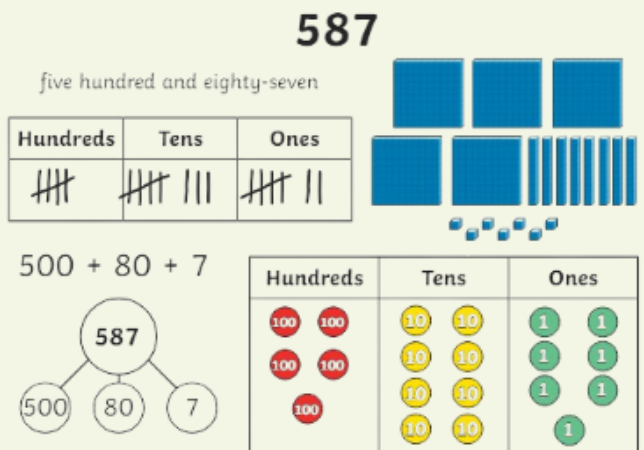 587
five hundred and eighty-seven
Hundreds Tens Ones
500 + 80 + 7
587
500 80 7
Hundreds Tens Ones
100 100 10 10 1 1
100 100 10 10 1 1
100 10 10 1 1
10 10 1